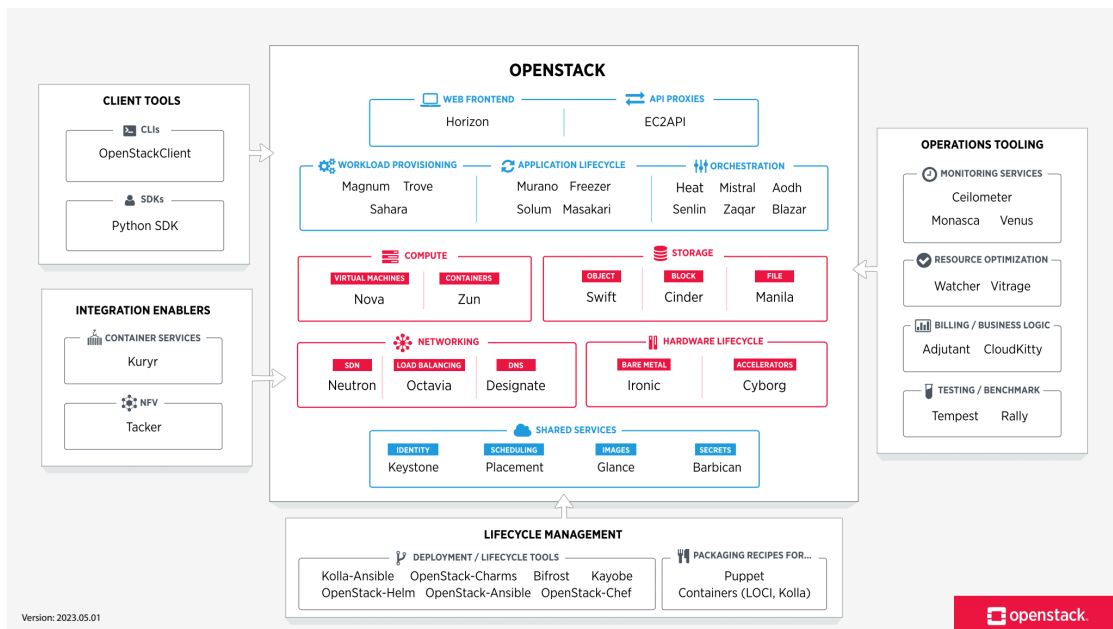 OPENSTACK
WEB FRONTEND
API PROXIES
Horizon
EC2API
WORKLOAD PROVISIONING
APPLICATION LIFECYCLE
ORCHESTRATION
Magnum Trove
Sahara
Murano Freezer
Solum Masakari
Heat Mistral Aodh
Senlin Zaqar Blazar
COMPUTE
VIRTUAL MACHINES
CONTAINERS
Nova
Zun
STORAGE
OBJECT
BLOCK
FILE
Swift
Cinder
Manila
NETWORKING
SDN
LOAD BALANCING
DNS
Neutron
Octavia
Designate
HARDWARE LIFECYCLE
BARE METAL
ACCELERATORS
Ironic
Cyborg
SHARED SERVICES
IDENTITY
SCHEDULING
IMAGES
SECRETS
Keystone
Placement
Glance
Barbican
CLIENT TOOLS
CLIs
OpenStackClient
SDKs
Python SDK
INTEGRATION ENABLERS
CONTAINER SERVICES
Kuryr
NFV
Tacker
OPERATIONS TOOLING
MONITORING SERVICES
Ceilometer
Monasca Venus
RESOURCE OPTIMIZATION
Watcher Vitrage
BILLING / BUSINESS LOGIC
Adjutant CloudKitty
TESTING / BENCHMARK
Tempest Rally
LIFECYCLE MANAGEMENT
DEPLOYMENT / LIFECYCLE TOOLS
Kolla-Ansible OpenStack-Charms Bifrost Kayobe
OpenStack-Helm OpenStack-Ansible OpenStack-Chef
PACKAGING RECIPES FOR...
Puppet
Containers (LOCI, Kolla)
Version: 2023.05.01
openstack.